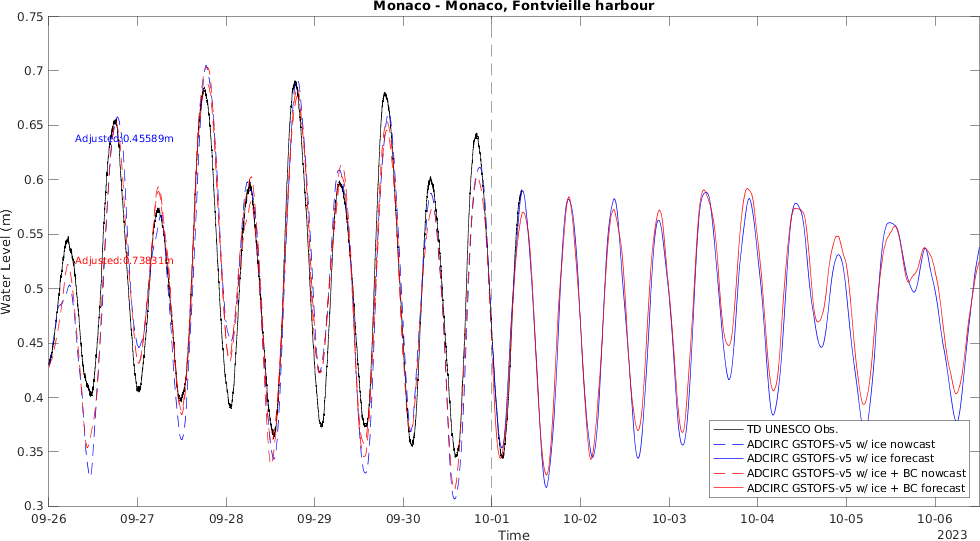 Monaco - Monaco, Fontvieille harbour
0.75
0.7
0.65
0.6
0.55
0.5
0.45
0.4
0.35
0.3
Water Level (m)
Adjusted:0.45589m
Adjusted:0.73831m
TD UNESCO Obs.
ADCIRC GSTOFS-v5 w/ ice nowcast
ADCIRC GSTOFS-v5 w/ ice forecast
ADCIRC GSTOFS-v5 w/ ice + BC nowcast
ADCIRC GSTOFS-v5 w/ ice + BC forecast
09-26 09-27 09-28 09-29 09-30 10-01 10-02 10-03 10-04 10-05 10-06
Time
2023